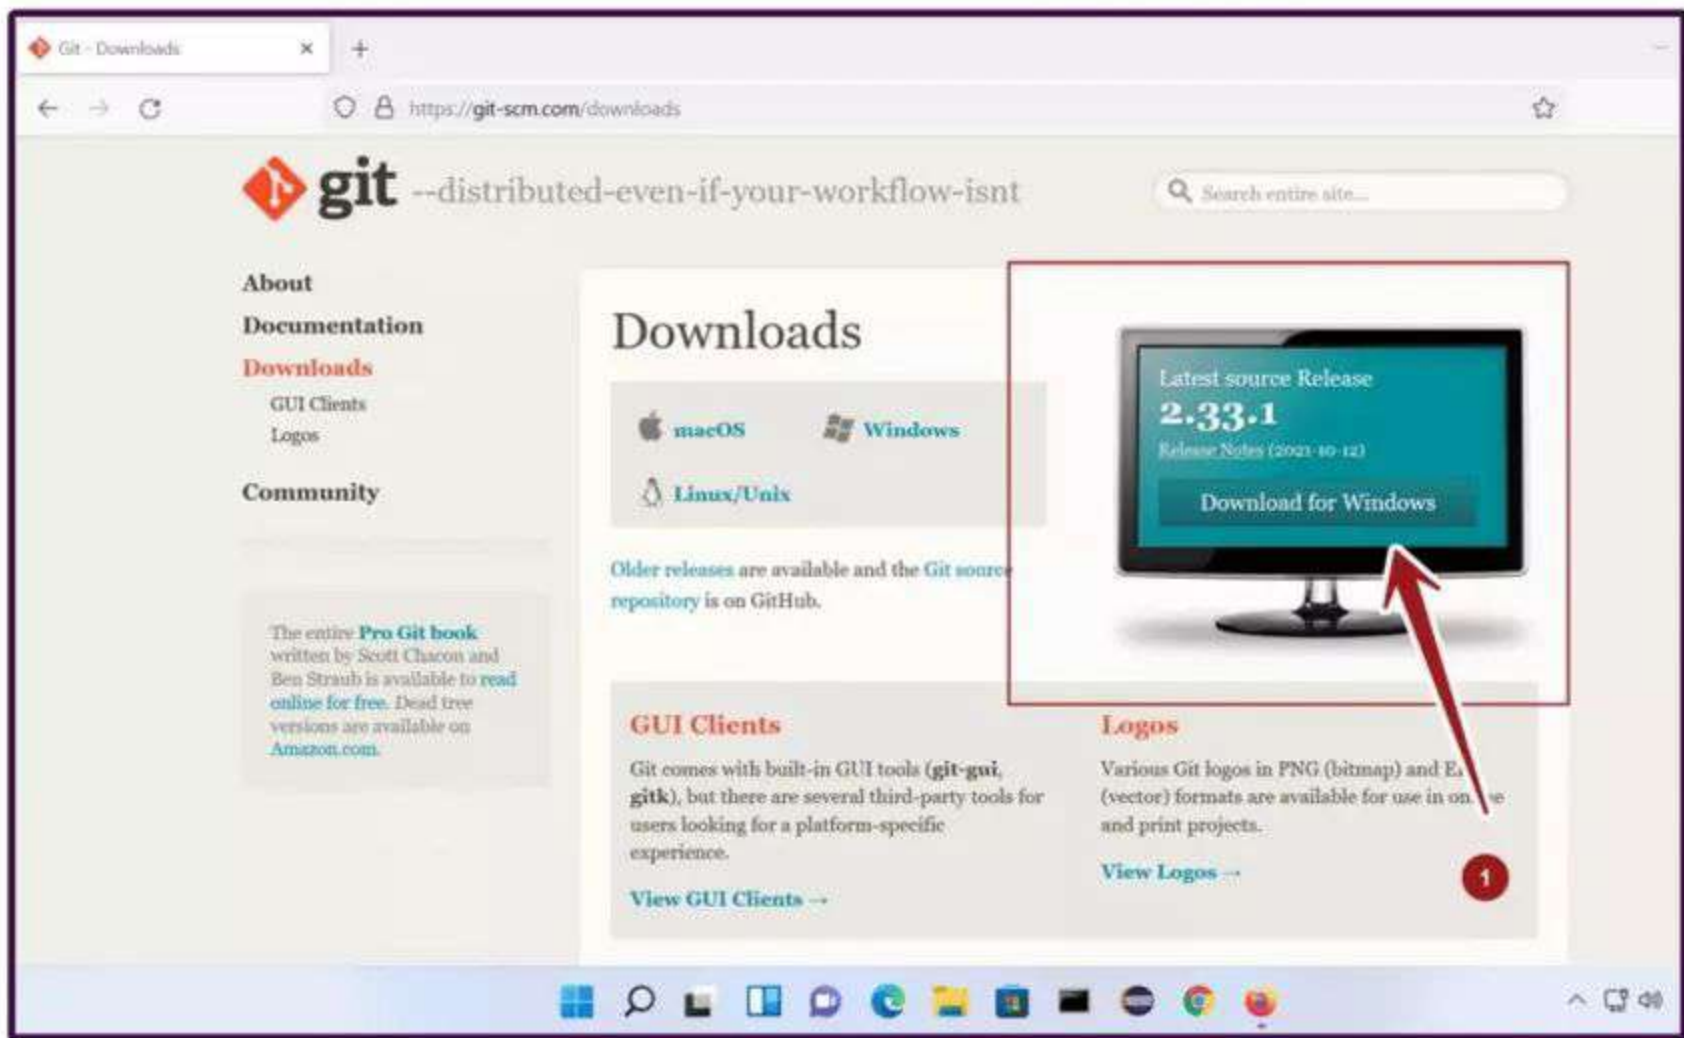 Git - Downloads
https://git-scm.com/downloads
git --distributed-even-if-your-workflow-isnt
Search entire site...
About
Documentation
Downloads
GUI Clients
Logos
Community
The entire Pro Git book
written by Scott Chacon and
Ben Straub is available to read
online for free. Dead tree
versions are available on
Amazon.com.
Downloads
macOS
Windows
Linux/Unix
Older releases are available and the Git source
repository is on GitHub.
Latest source Release
2.33.1
Release Notes (2021-10-12)
Download for Windows
GUI Clients
Git comes with built-in GUI tools (git-gui,
gitk), but there are several third-party tools for
users looking for a platform-specific
experience.
View GUI Clients →
Logos
Various Git logos in PNG (bitmap) and
(vector) formats are available for use in
and print projects.
View Logos →
1